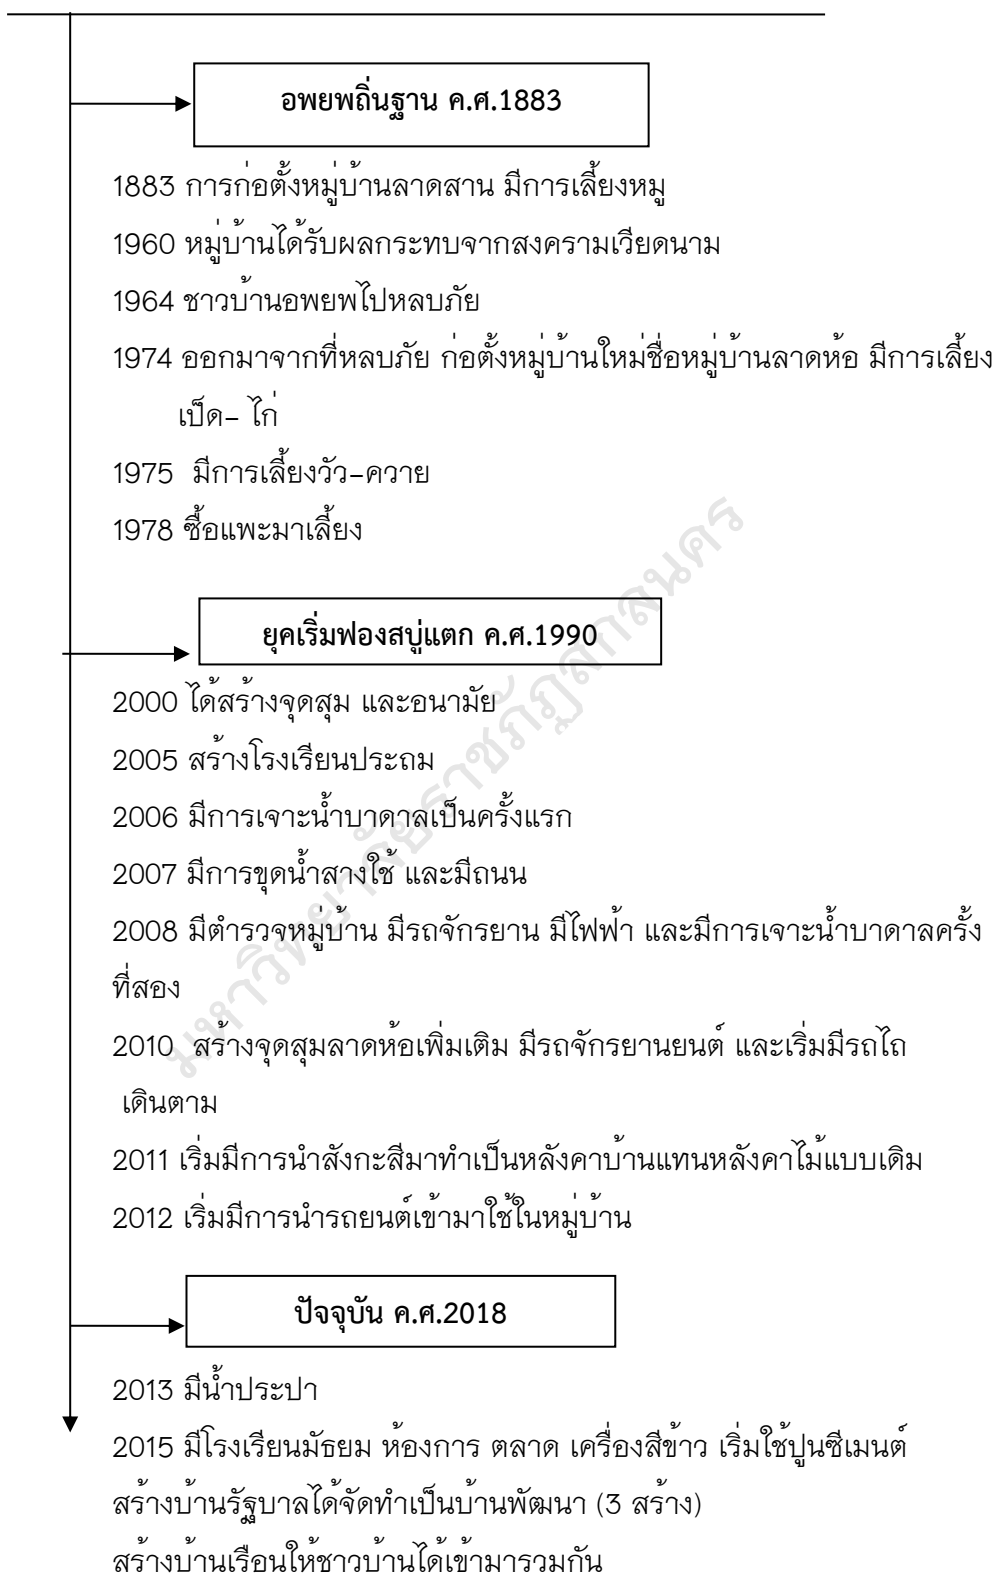 อพยพถิ่นฐาน ค.ศ.1883
1883 การก่อตั้งหมู่บ้านลาดสาน มีการเลี้ยงหมู
1960 หมู่บ้านได้รับผลกระทบจากสงครามเวียดนาม
1964 ชาวบ้านอพยพไปหลบภัย
1974 ออกมาจากที่หลบภัย ก่อตั้งหมู่บ้านใหม่ชื่อหมู่บ้านลาดห้อ มีการเลี้ยง
เป็ด- ไก่
1975 มีการเลี้ยงวัว-ควาย
1978 ซื้อแพะมาเลี้ยง
ยุคเริ่มฟองสบู่แตก ค.ศ.1990
2000 ได้สร้างจุดสุม และอนามัย
2005 สร้างโรงเรียนประถม
2006 มีการเจาะน้ำบาดาลเป็นครั้งแรก
2007 มีการขุดน้ำสางใช้ และมีถนน
2008 มีตำรวจหมู่บ้าน มีรถจักรยาน มีไฟฟ้า และมีการเจาะน้ำบาดาลครั้ง
ที่สอง
2010 สร้างจุดสุมลาดห้อเพิ่มเติม มีรถจักรยานยนต์ และเริ่มมีรถไถ
เดินตาม
2011 เริ่มมีการนำสังกะสีมาทำเป็นหลังคาบ้านแทนหลังคาไม้แบบเดิม
2012 เริ่มมีการนำรถยนต์เข้ามาใช้ในหมู่บ้าน
ปัจจุบัน ค.ศ.2018
2013 มีน้ำประปา
2015 มีโรงเรียนมัธยม ห้องการ ตลาด เครื่องสีข้าว เริ่มใช้ปูนซีเมนต์
สร้างบ้านรัฐบาลได้จัดทำเป็นบ้านพัฒนา (3 สร้าง)
สร้างบ้านเรือนให้ชาวบ้านได้เข้ามารวมกัน
มหาวิทยาลัยราชภัฏสกลนคร